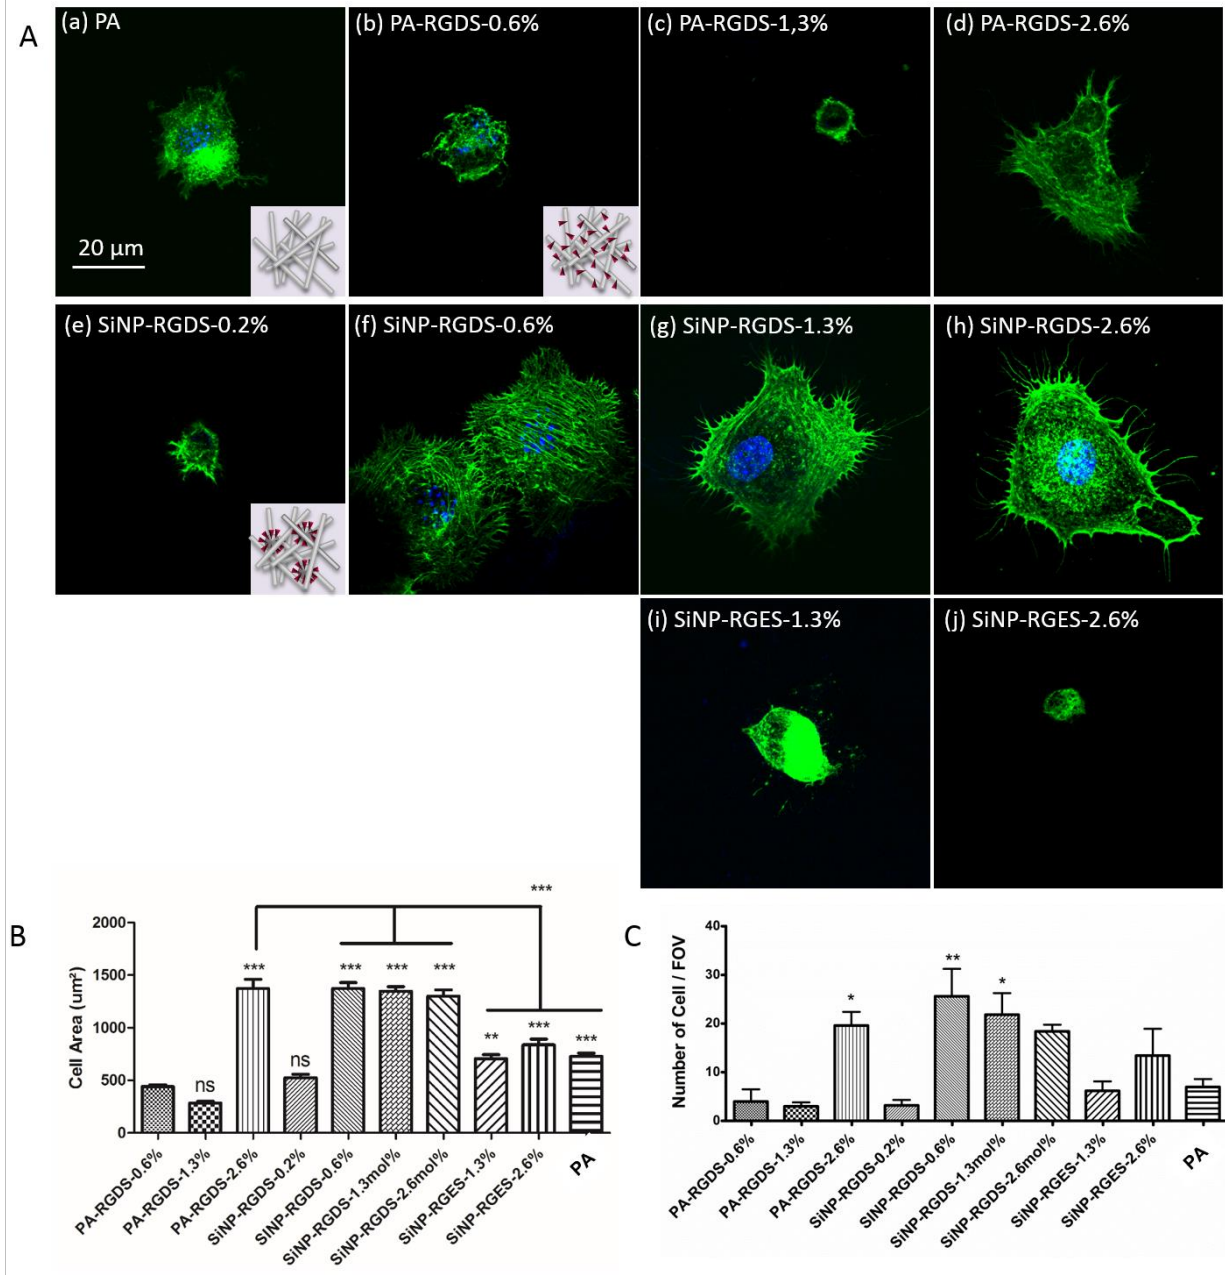 A
(a) PA
(b) PA-RGDS-0.6%
(c) PA-RGDS-1,3%
(d) PA-RGDS-2.6%
20 µm
(e) SiNP-RGDS-0.2%
(f) SiNP-RGDS-0.6%
(g) SiNP-RGDS-1.3%
(h) SiNP-RGDS-2.6%
(i) SiNP-RGES-1.3%
(j) SiNP-RGES-2.6%
B
Cell Area (um²)
2000
1500
1000
500
0
***
ns
***
ns
***
***
***
**
***
***
PA-RGDS-0.6%
PA-RGDS-1.3%
PA-RGDS-2.6%
SiNP-RGDS-0.2%
SiNP-RGDS-0.6%
SiNP-RGDS-1.3mol%
SiNP-RGDS-2.6mol%
SiNP-RGES-1.3%
SiNP-RGES-2.6%
PA
C
Number of Cell / FOV
40
30
20
10
0
*
**
*
PA-RGDS-0.6%
PA-RGDS-1.3%
PA-RGDS-2.6%
SiNP-RGDS-0.2%
SiNP-RGDS-0.6%
SiNP-RGDS-1.3mol%
SiNP-RGDS-2.6mol%
SiNP-RGES-1.3%
SiNP-RGES-2.6%
PA